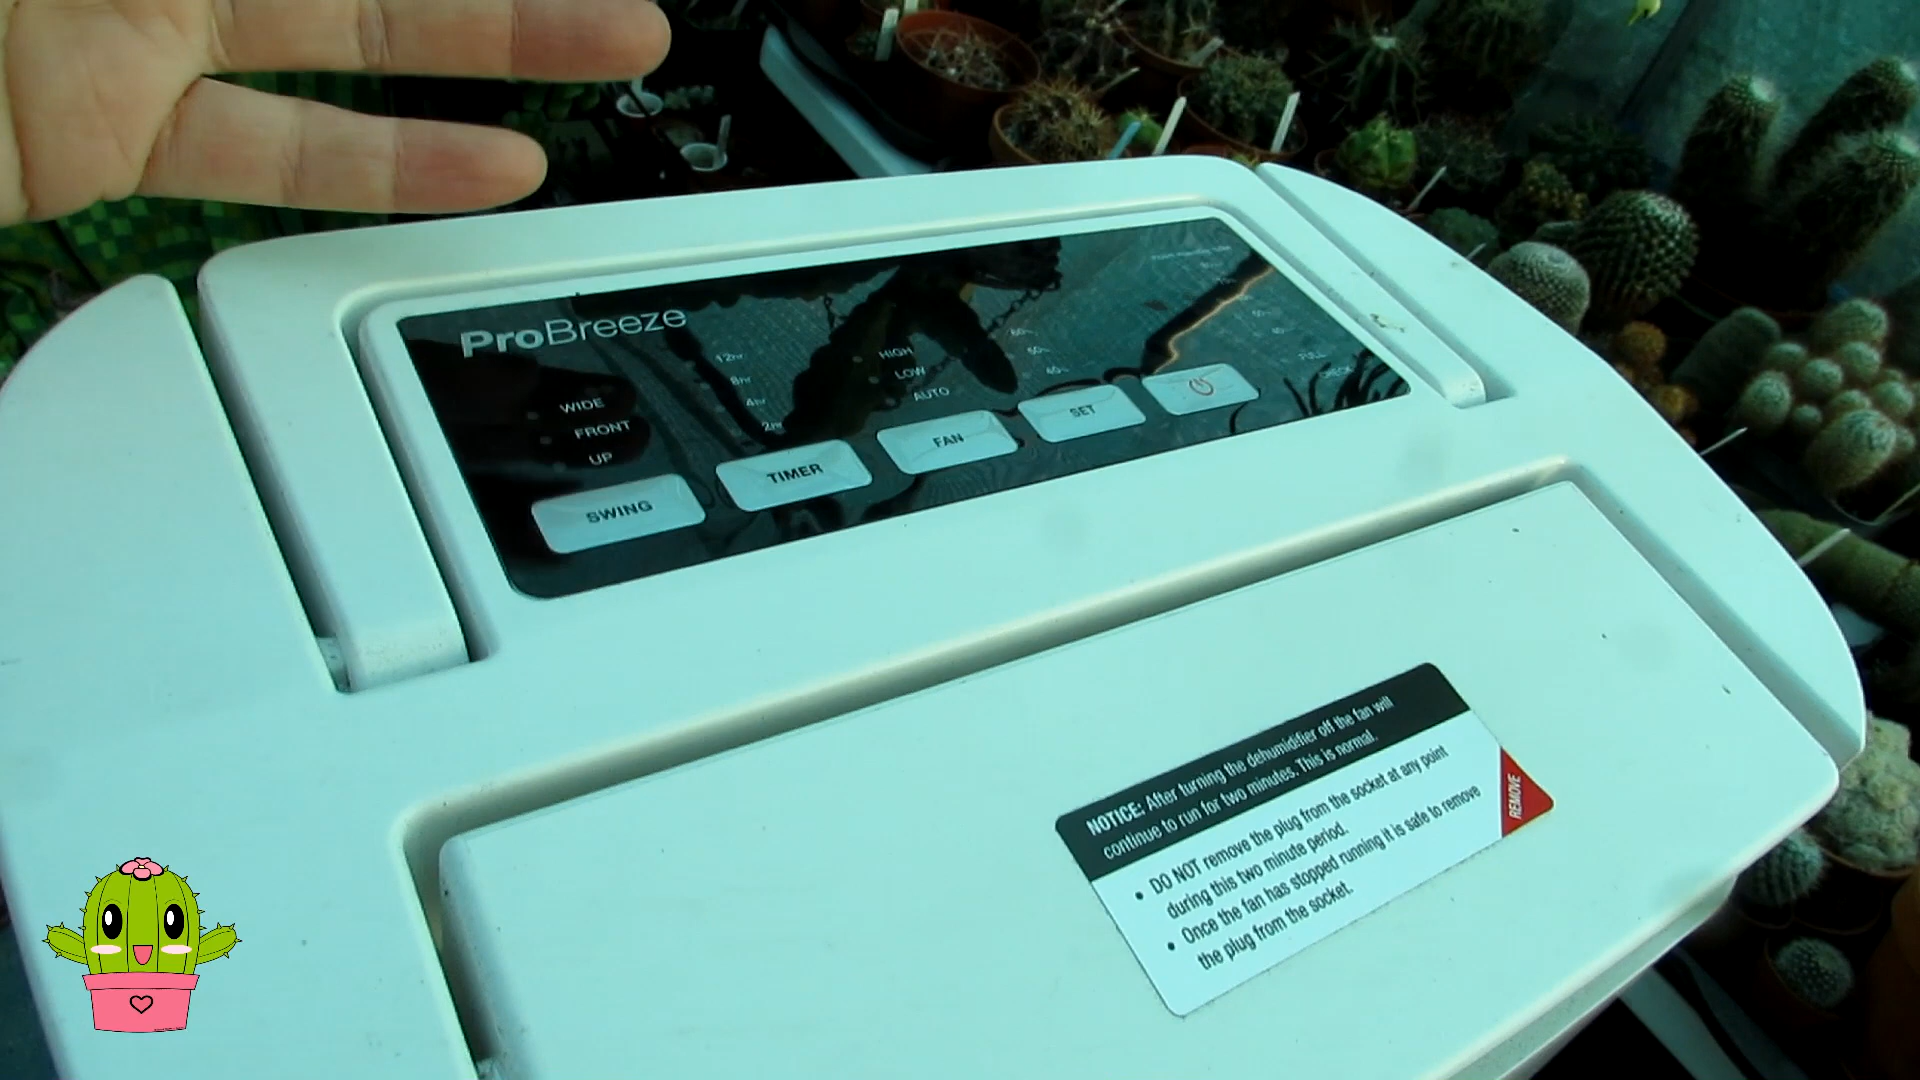 ProBreeze
WIDE
FRONT
UP
12hr
8hr
4hr
2hr
HIGH
LOW
AUTO
60%
50%
40%
FULL
CHECK
SWING
TIMER
FAN
SET
NOTICE: After turning the dehumidifier off the fan will
continue to run for two minutes. This is normal.
• DO NOT remove the plug from the socket at any point
during this two minute period.
• Once the fan has stopped running it is safe to remove
the plug from the socket.
REMOVE